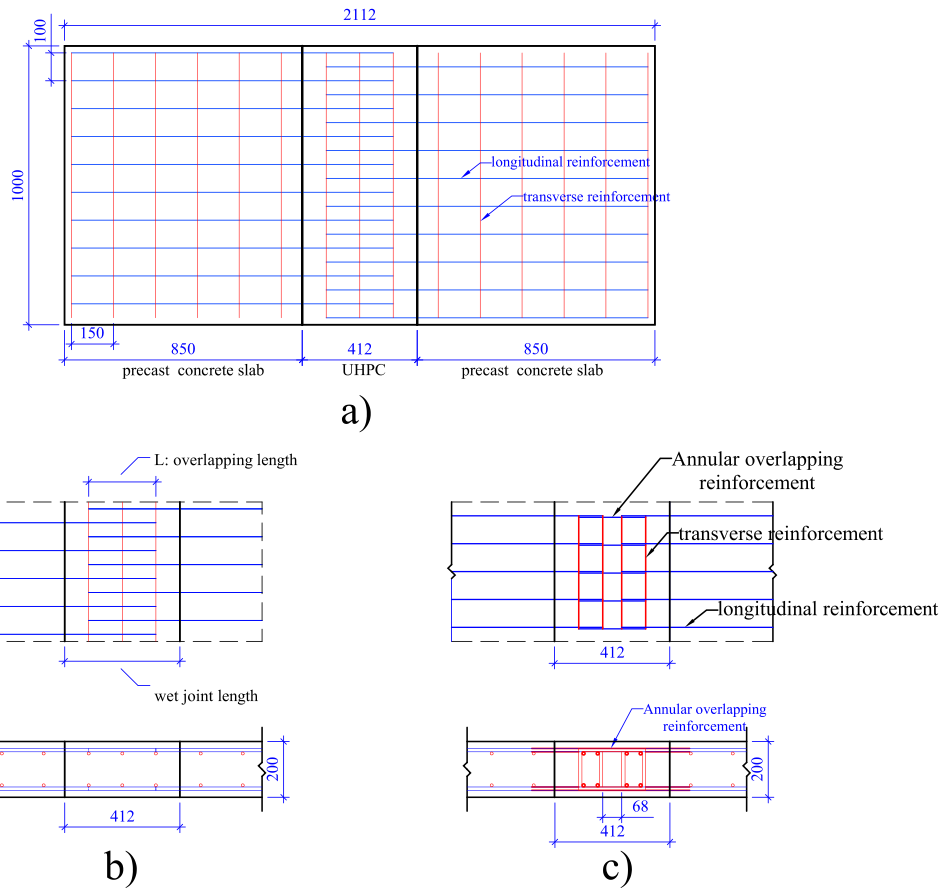 2112
100
1000
longitudinal reinforcement
transverse reinforcement
150
850
412
850
precast concrete slab
UHPC
precast concrete slab
a)
L: overlapping length
wet joint length
200
412
b)
Annular overlapping
reinforcement
transverse reinforcement
longitudinal reinforcement
412
Annular overlapping
reinforcement
200
68
412
c)